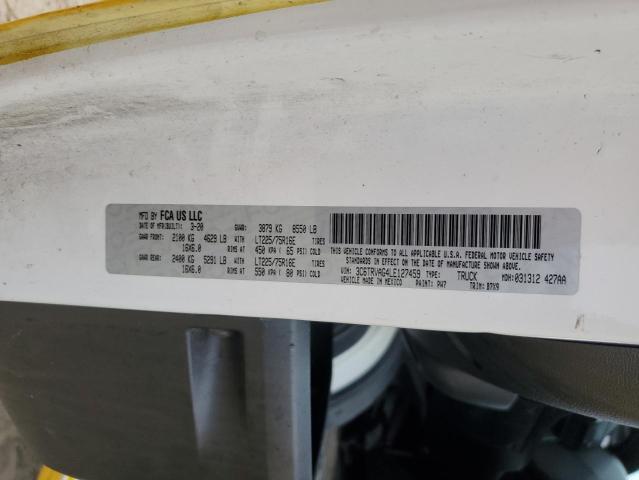 MFD BY FCA US LLC
DATE OF MFR(BUILT): 3-20 GVWR: 3879 KG 8550 LB
GAWR FRONT: 2100 KG 4629 LB WITH LT225/75R16E TIRES
16X6.0 RIMS AT 450 KPA ( 65 PSI) COLD
GAWR REAR: 2400 KG 5291 LB WITH LT225/75R16E TIRES
16X6.0 RIMS AT 550 KPA ( 80 PSI) COLD
THIS VEHICLE CONFORMS TO ALL APPLICABLE U.S.A. FEDERAL MOTOR VEHICLE SAFETY
STANDARDS IN EFFECT ON THE DATE OF MANUFACTURE SHOWN ABOVE.
VIN: 3C6TRVAG4LE127459 TYPE: TRUCK MDH: 031312 427AA
VEHICLE MADE IN MEXICO PAINT: PW7 TRIM: B7X9